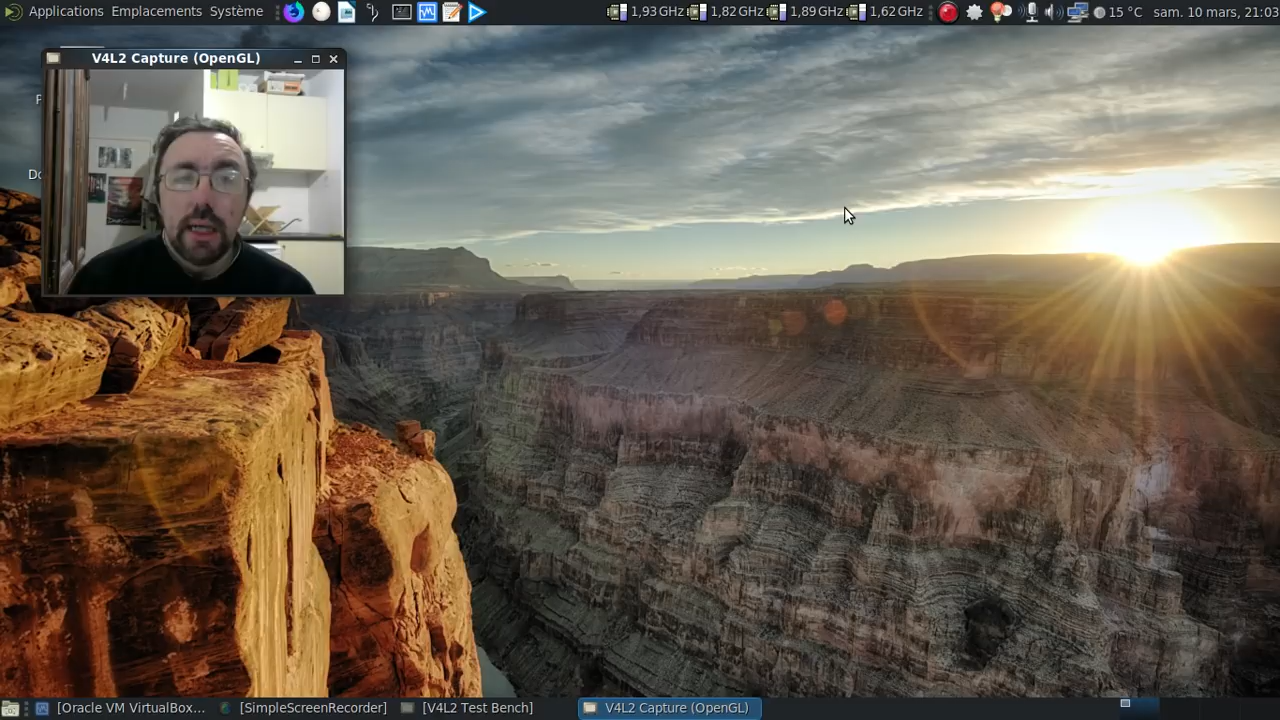 Applications Emplacements Système 1,93 GHz 1,82 GHz 1,89 GHz 1,62 GHz 15 °C sam. 10 mars, 21:03
V4L2 Capture (OpenGL)
[Oracle VM VirtualBox... [SimpleScreenRecorder] [V4L2 Test Bench] V4L2 Capture (OpenGL)